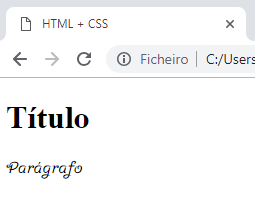 HTML + CSS
Ficheiro | C:/Users
Título
Parágrafo